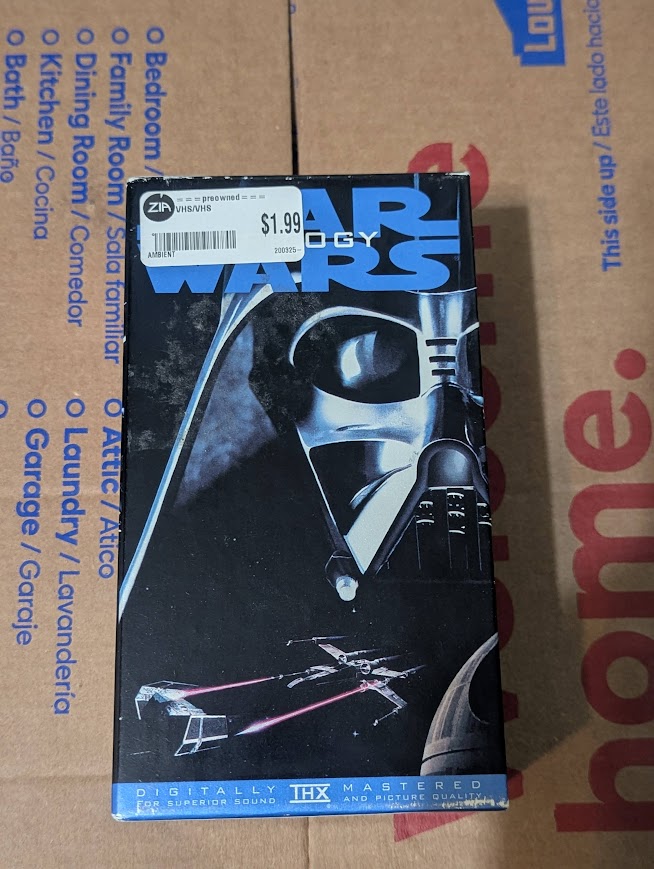 ZIA
===preowned===
VHS/VHS
$1.99
AMBIENT
200325-
AR
OGY
WARS
DIGITALLY THX MASTERED
FOR SUPERIOR SOUND AND PICTURE QUALITY
O Bedroom /
O Family Room / Sala familiar
O Dining Room / Comedor
O Kitchen / Cocina
O Bath / Baño
O Attic / Ático
O Laundry / Lavandería
O Garage / Garaje
This side up / Este lado hacia
home.